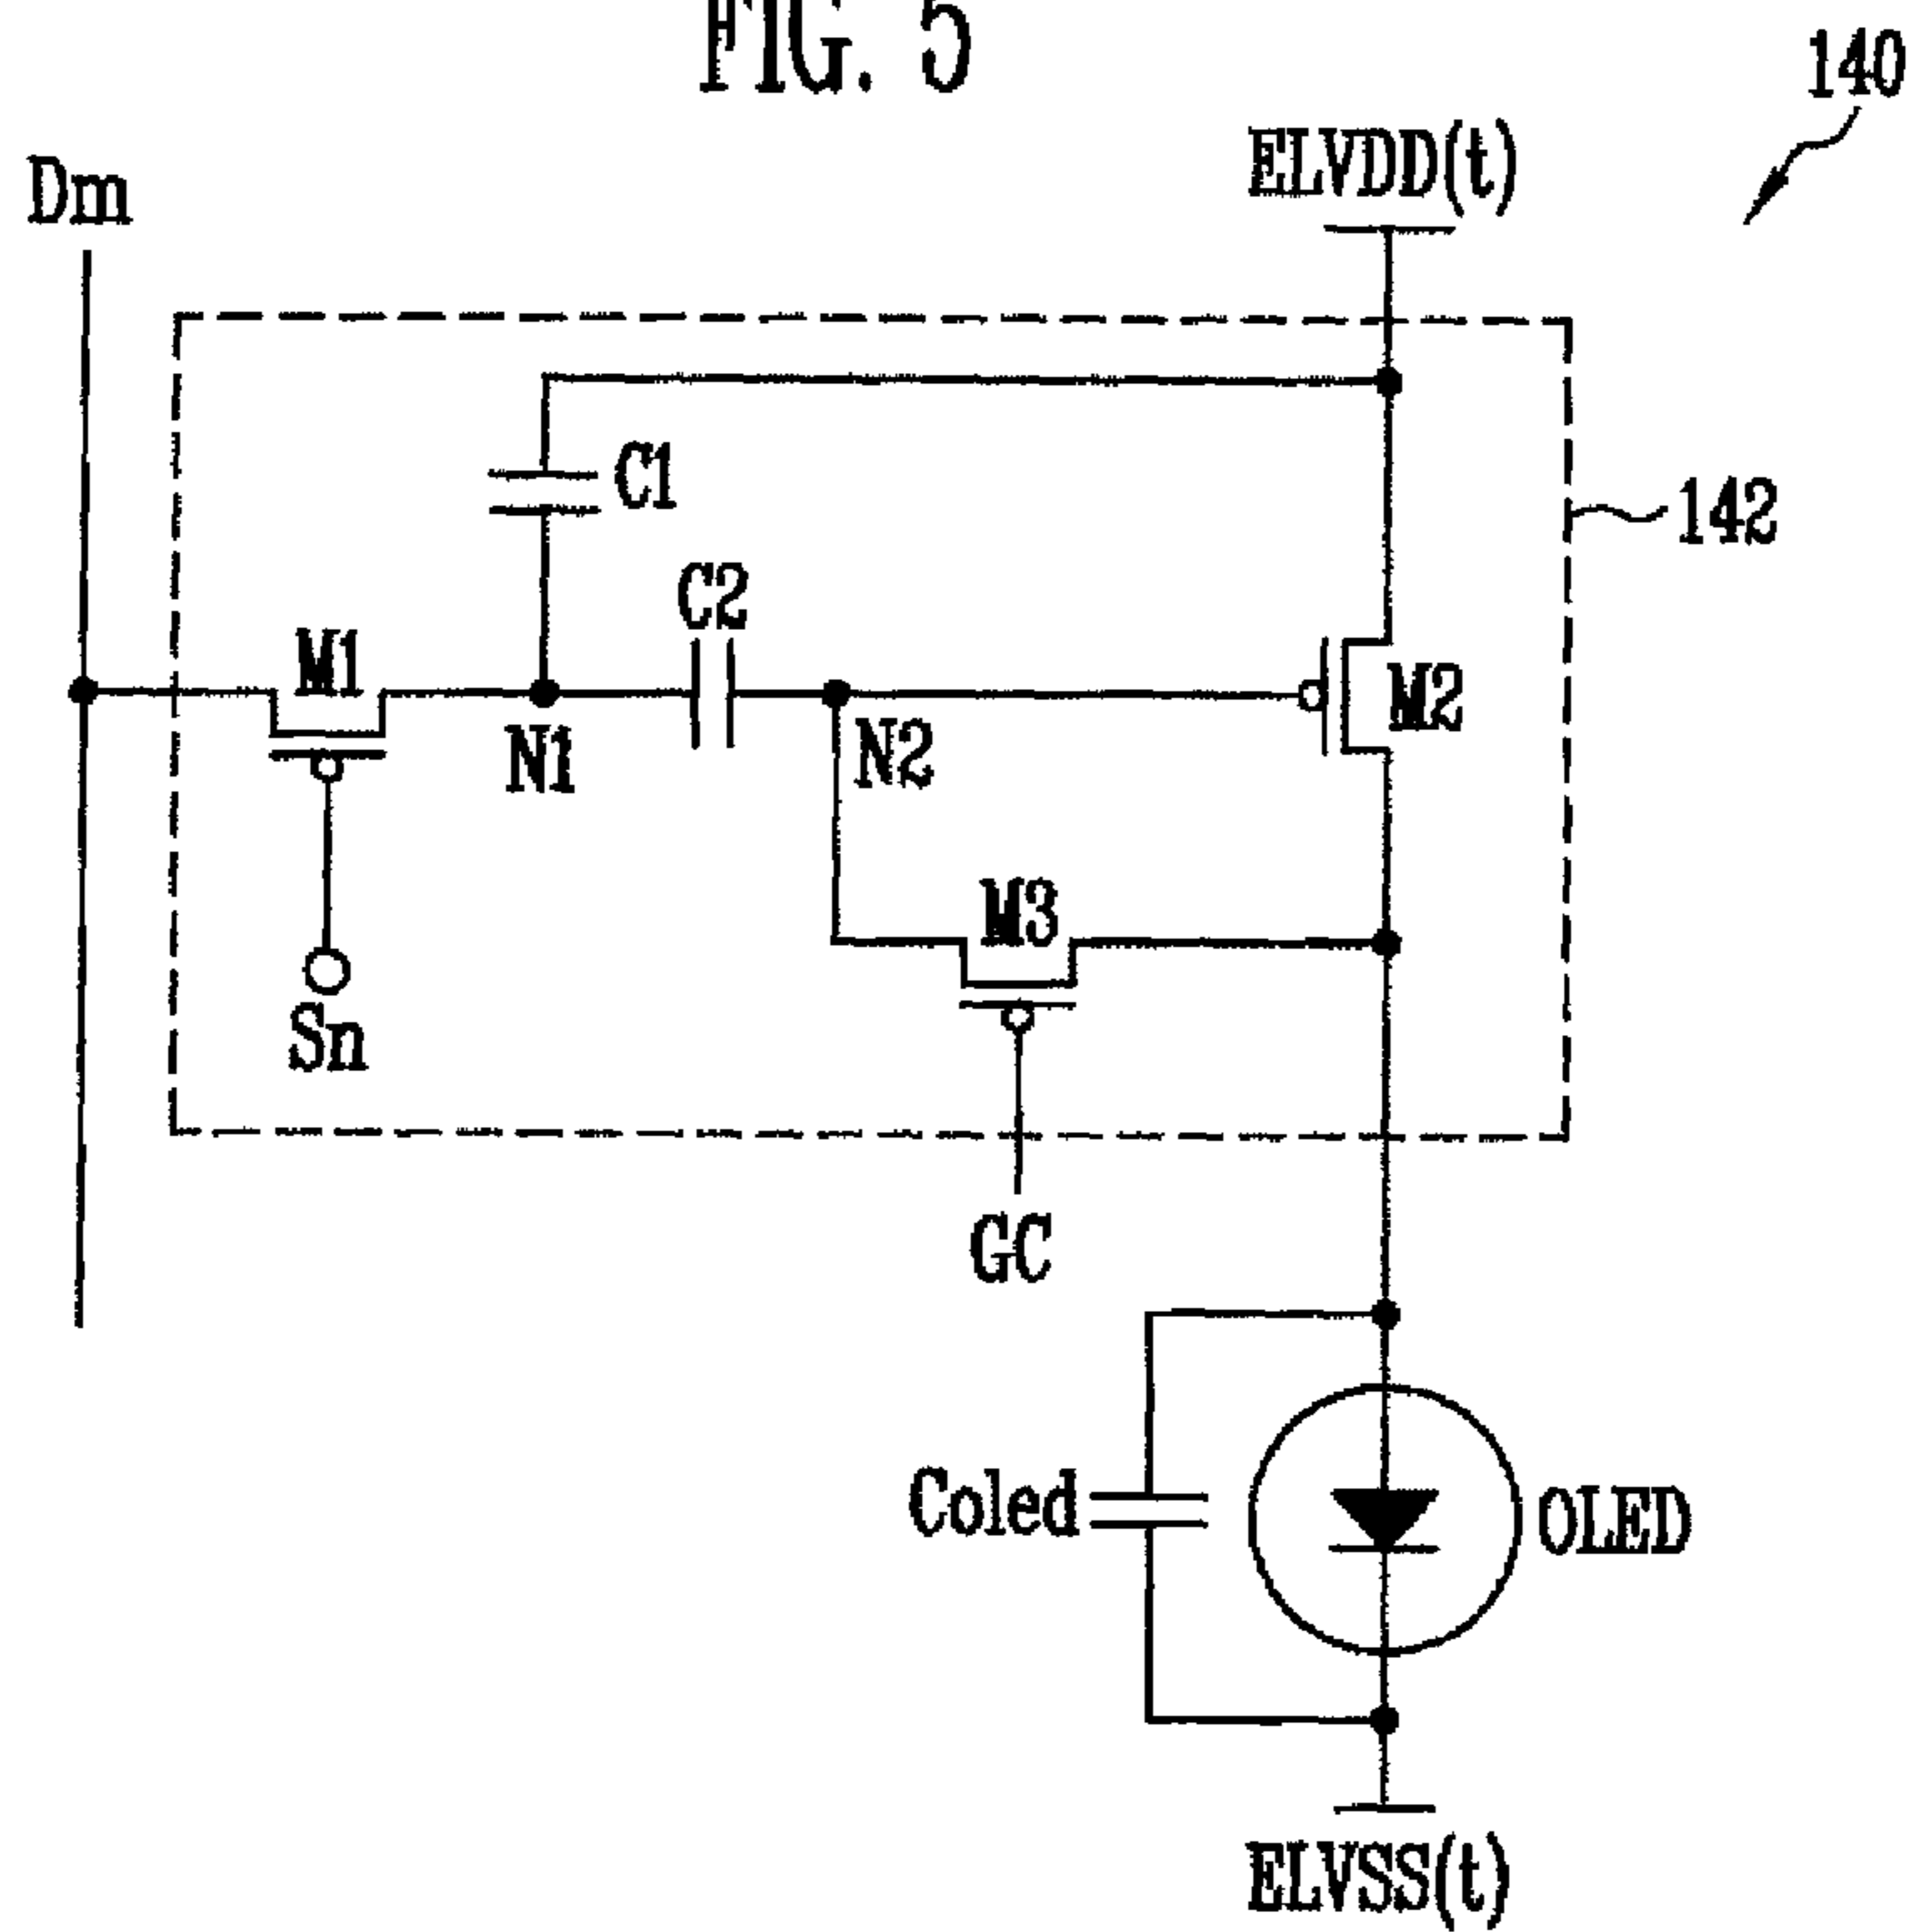 FIG. 5
140
ELVDD(t)
Dm
C1
142
C2
M1
M2
N1
N2
M3
Sn
GC
Coled
OLED
ELVSS(t)